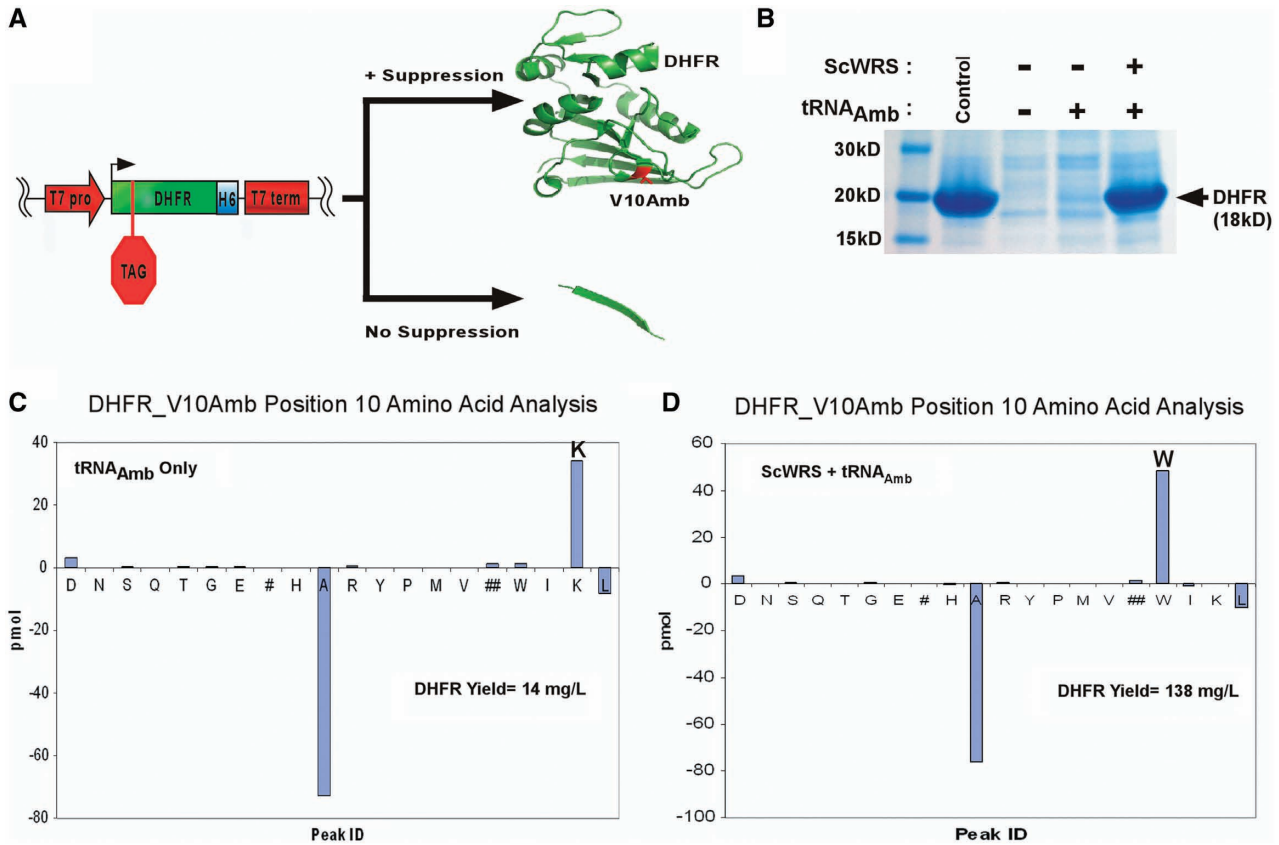 A
+ Suppression
DHFR
V10Amb
T7 pro
DHFR
H6
T7 term
TAG
No Suppression
B
ScWRS :
Control
-
-
+
tRNAAmb :
-
+
+
30kD
20kD
15kD
DHFR
(18kD)
C
DHFR_V10Amb Position 10 Amino Acid Analysis
tRNAAmb Only
K
40
20
0
-20
-40
-60
-80
pmol
D N S Q T G E # H A R Y P M V ## W I K L
DHFR Yield= 14 mg/L
Peak ID
D
DHFR_V10Amb Position 10 Amino Acid Analysis
ScWRS + tRNAAmb
W
60
40
20
0
-20
-40
-60
-80
-100
pmol
D N S Q T G E # H A R Y P M V ## W I K L
DHFR Yield= 138 mg/L
Peak ID